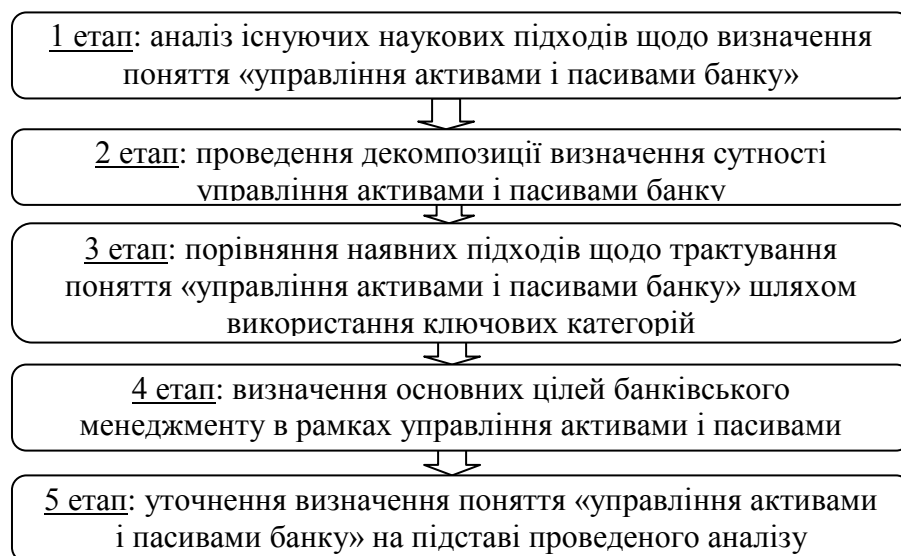 1 етап: аналіз існуючих наукових підходів щодо визначення
поняття «управління активами і пасивами банку»
2 етап: проведення декомпозиції визначення сутності
управління активами і пасивами банку
3 етап: порівняння наявних підходів щодо трактування
поняття «управління активами і пасивами банку» шляхом
використання ключових категорій
4 етап: визначення основних цілей банківського
менеджменту в рамках управління активами і пасивами
5 етап: уточнення визначення поняття «управління активами
і пасивами банку» на підставі проведеного аналізу